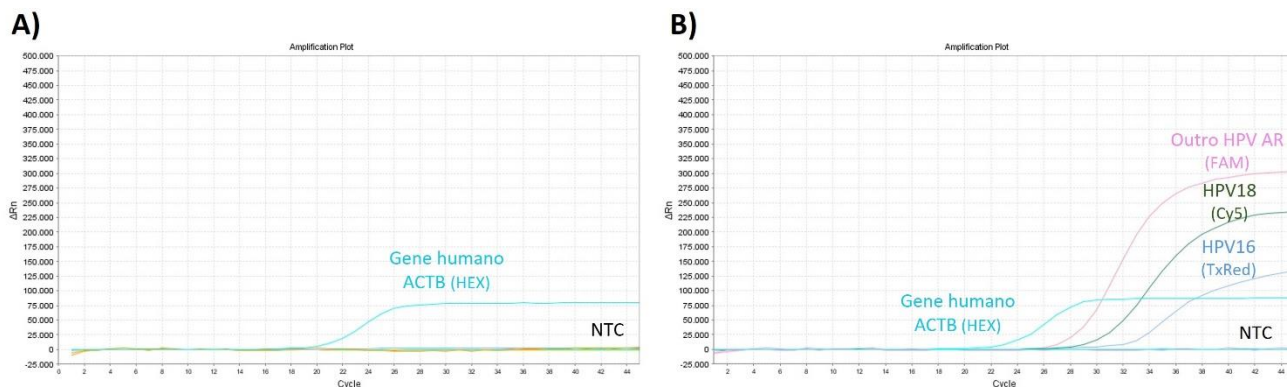 A)
Amplification Plot
500.000
475.000
450.000
425.000
400.000
375.000
350.000
325.000
300.000
275.000
250.000
225.000
200.000
175.000
150.000
125.000
100.000
75.000
50.000
25.000
0
-25.000
ΔRn
Gene humano
ACTB (HEX)
NTC
0 2 4 6 8 10 12 14 16 18 20 22 24 26 28 30 32 34 36 38 40 42 44
Cycle
B)
Amplification Plot
500.000
475.000
450.000
425.000
400.000
375.000
350.000
325.000
300.000
275.000
250.000
225.000
200.000
175.000
150.000
125.000
100.000
75.000
50.000
25.000
0
-25.000
ΔRn
Outro HPV AR
(FAM)
HPV18
(Cy5)
HPV16
(TxRed)
Gene humano
ACTB (HEX)
NTC
2 4 6 8 10 12 14 16 18 20 22 24 26 28 30 32 34 36 38 40 42 44
Cycle